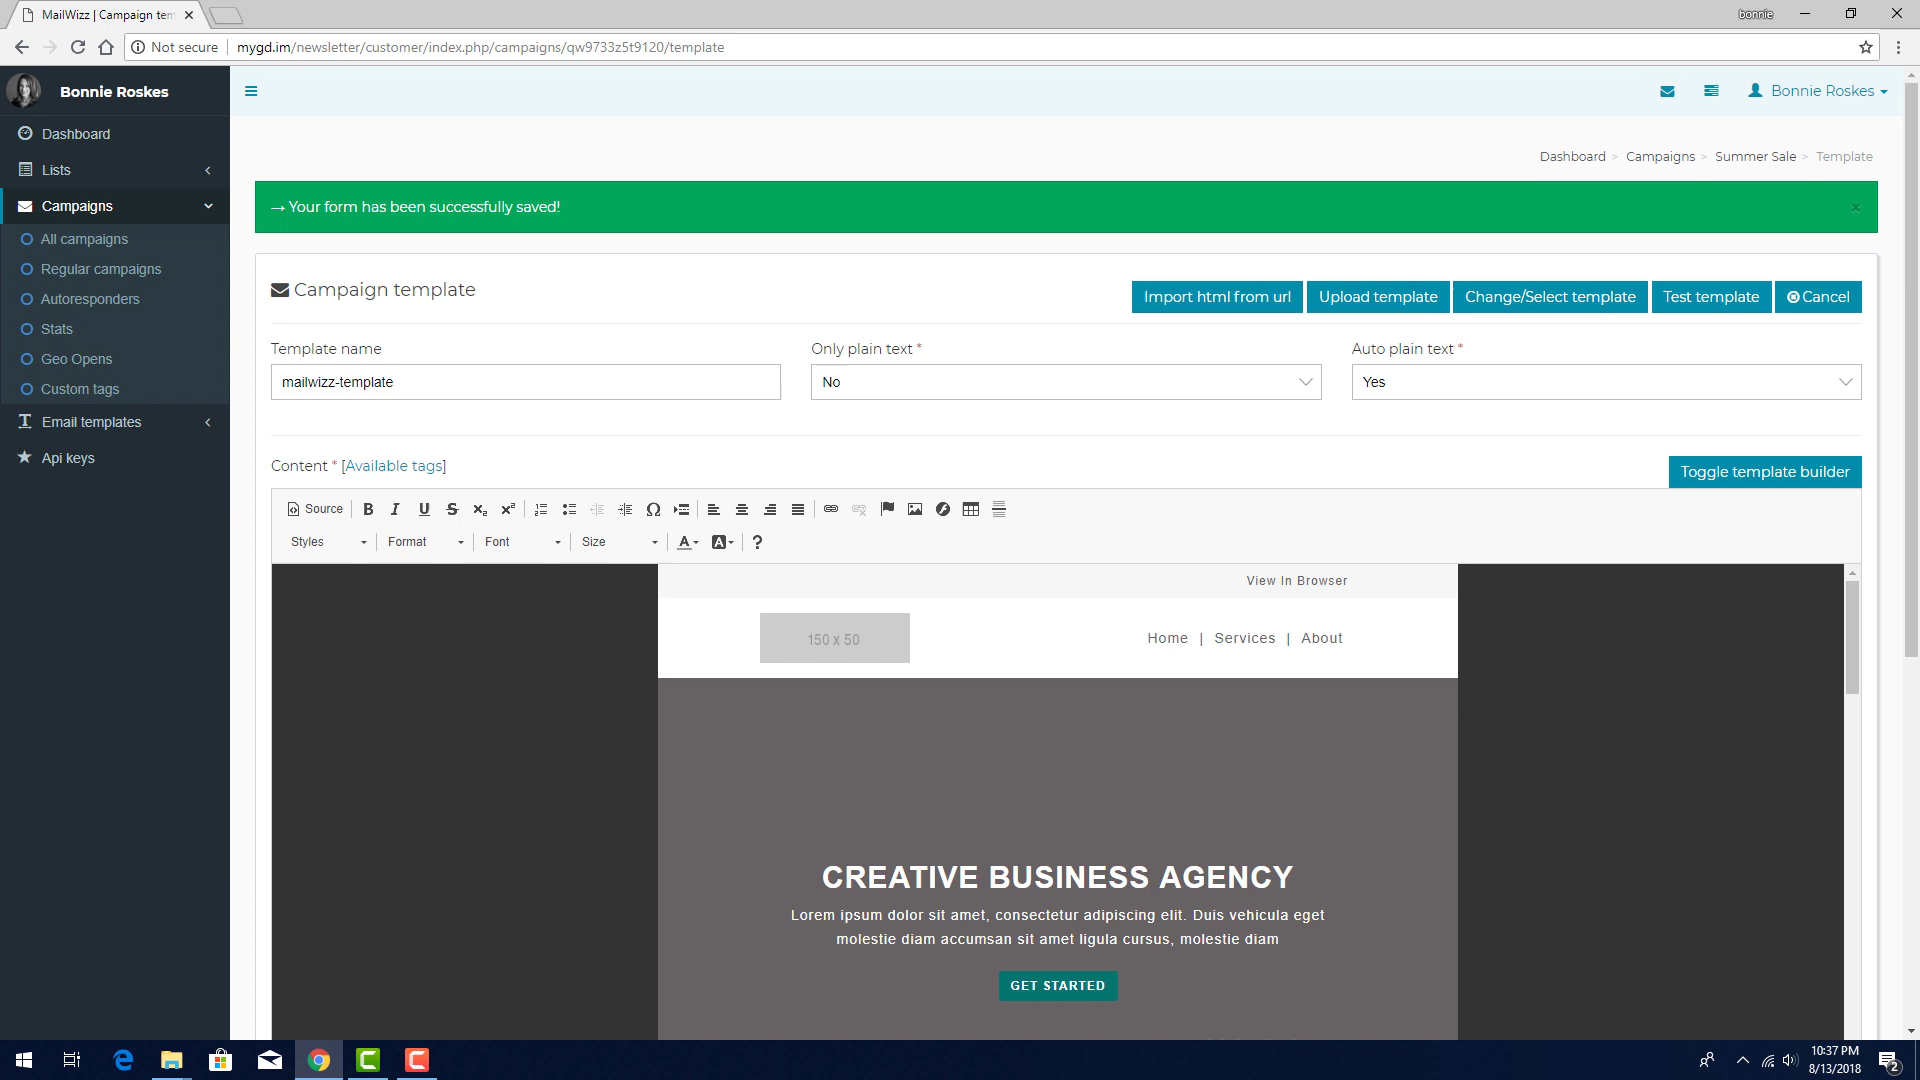 MailWizz | Campaign tem
bonnie
Not secure
mygd.im/newsletter/customer/index.php/campaigns/qw9733z5t9120/template
Bonnie Roskes
Bonnie Roskes
Dashboard
Lists
Campaigns
All campaigns
Regular campaigns
Autoresponders
Stats
Geo Opens
Custom tags
Email templates
Api keys
Dashboard > Campaigns > Summer Sale > Template
→ Your form has been successfully saved!
×
Campaign template
Import html from url
Upload template
Change/Select template
Test template
Cancel
Template name
Only plain text *
Auto plain text *
mailwizz-template
No
Yes
Content * [Available tags]
Toggle template builder
Source
Styles
Format
Font
Size
View In Browser
150 x 50
Home | Services | About
CREATIVE BUSINESS AGENCY
Lorem ipsum dolor sit amet, consectetur adipiscing elit. Duis vehicula eget
molestie diam accumsan sit amet ligula cursus, molestie diam
GET STARTED
10:37 PM
8/13/2018
2